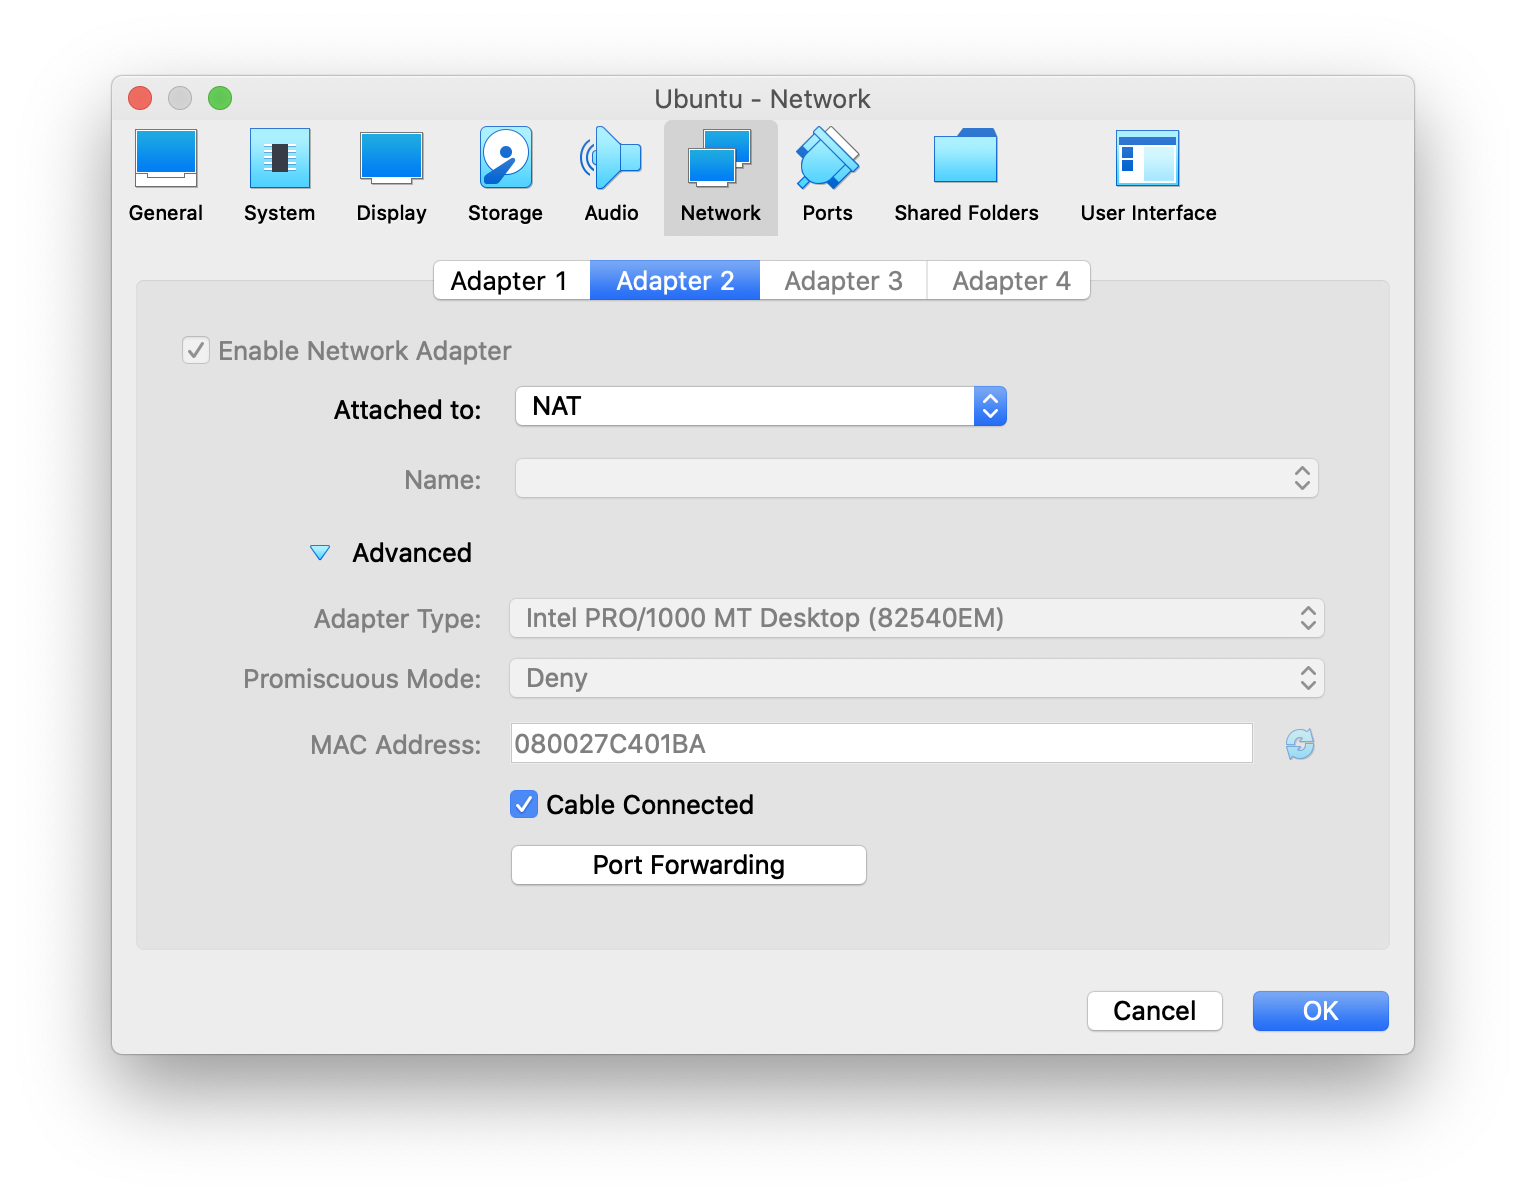 Ubuntu - Network
General System Display Storage Audio Network Ports Shared Folders User Interface
Adapter 1 Adapter 2 Adapter 3 Adapter 4
Enable Network Adapter
Attached to: NAT
Name:
Advanced
Adapter Type: Intel PRO/1000 MT Desktop (82540EM)
Promiscuous Mode: Deny
MAC Address: 080027C401BA
Cable Connected
Port Forwarding
Cancel OK